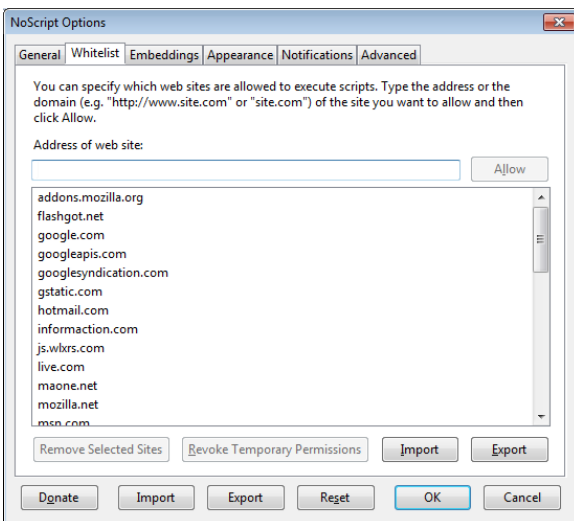 NoScript Options
General Whitelist Embeddings Appearance Notifications Advanced
You can specify which web sites are allowed to execute scripts. Type the address or the
domain (e.g. "http://www.site.com" or "site.com") of the site you want to allow and then
click Allow.
Address of web site:
Allow
addons.mozilla.org
flashgot.net
google.com
googleapis.com
googlesyndication.com
gstatic.com
hotmail.com
informaction.com
js.wlxrs.com
live.com
maone.net
mozilla.net
msn.com
Remove Selected Sites Revoke Temporary Permissions Import Export
Donate Import Export Reset OK Cancel